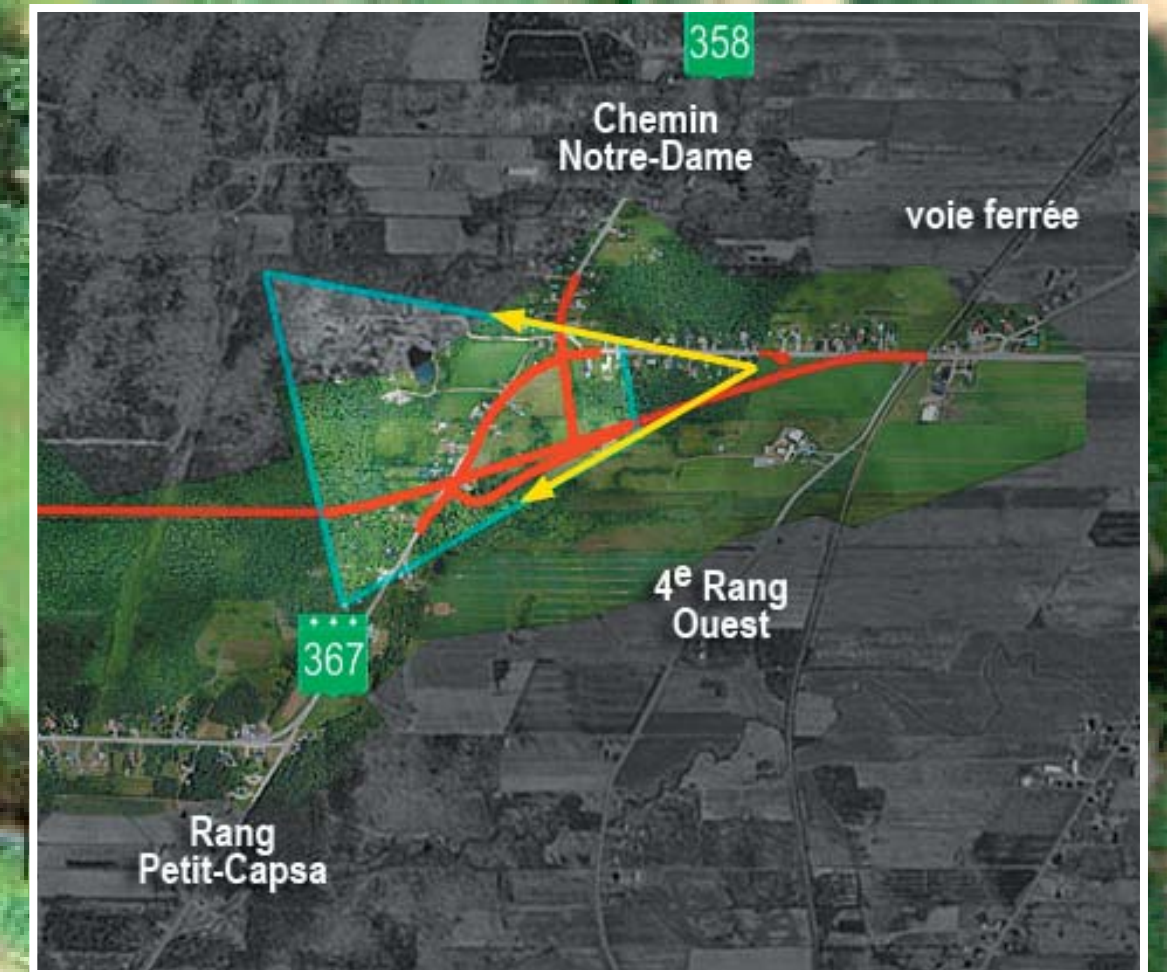 358
Chemin
Notre-Dame
voie ferrée
4e Rang
Ouest
367
Rang
Petit-Capsa